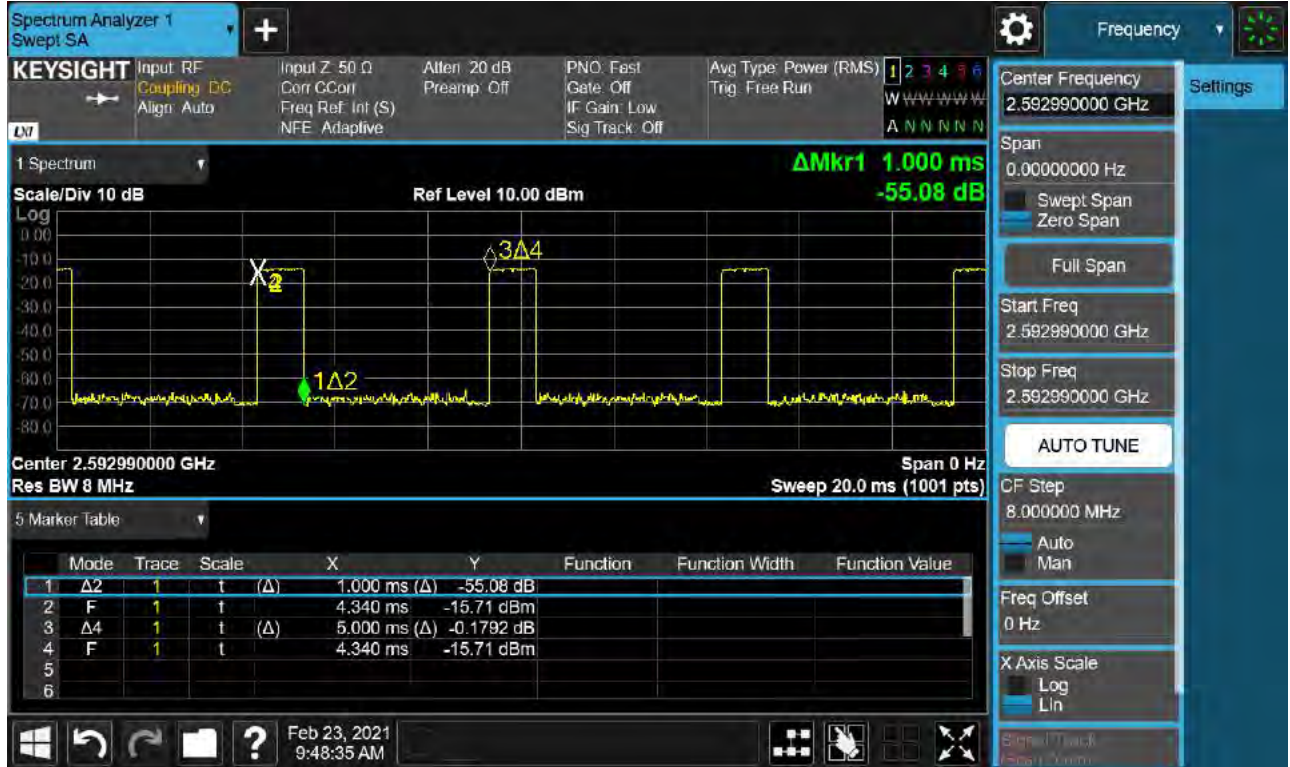 Spectrum Analyzer 1
Swept SA
+
Frequency
KEYSIGHT
Input: RF
Coupling: DC
Align: Auto
Input Z: 50 Ω
Corr CCorr
Freq Ref: Int (S)
NFE: Adaptive
Atten: 20 dB
Preamp: Off
PNO: Fast
Gate: Off
IF Gain: Low
Sig Track: Off
Avg Type: Power (RMS)
Trig: Free Run
1 2 3 4 5 6
W W W W W W
A N N N N N
LXI
Center Frequency
2.592990000 GHz
Settings
Span
0.00000000 Hz
Swept Span
Zero Span
Full Span
Start Freq
2.592990000 GHz
Stop Freq
2.592990000 GHz
AUTO TUNE
CF Step
8.000000 MHz
Auto
Man
Freq Offset
0 Hz
X Axis Scale
Log
Lin
Signal Track
1 Spectrum
ΔMkr1 1.000 ms
-55.08 dB
Scale/Div 10 dB
Ref Level 10.00 dBm
Log
0.00
-10.0
-20.0
-30.0
-40.0
-50.0
-60.0
-70.0
-80.0
X
2
3Δ4
1Δ2
Center 2.592990000 GHz
Span 0 Hz
Res BW 8 MHz
Sweep 20.0 ms (1001 pts)
5 Marker Table
Mode Trace Scale X Y Function Function Width Function Value
1 Δ2 1 t (Δ) 1.000 ms (Δ) -55.08 dB
2 F 1 t 4.340 ms -15.71 dBm
3 Δ4 1 t (Δ) 5.000 ms (Δ) -0.1792 dB
4 F 1 t 4.340 ms -15.71 dBm
5
6
?
Feb 23, 2021
9:48:35 AM